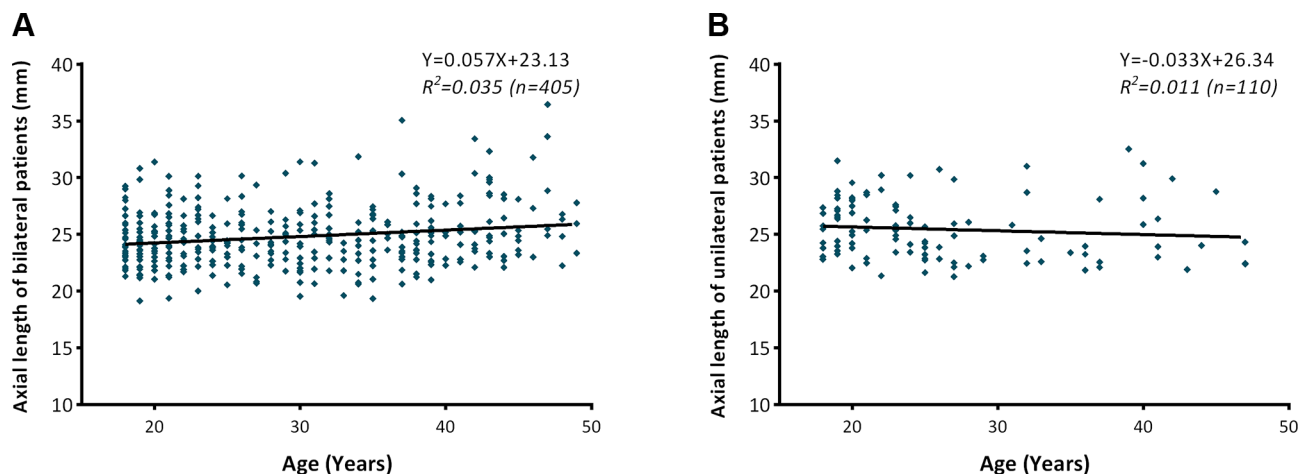 A
Y=0.057X+23.13
R²=0.035 (n=405)
Axial length of bilateral patients (mm)
40
35
30
25
20
15
10
20 30 40 50
Age (Years)
B
Y=-0.033X+26.34
R²=0.011 (n=110)
Axial length of unilateral patients (mm)
40
35
30
25
20
15
10
20 30 40 50
Age (Years)